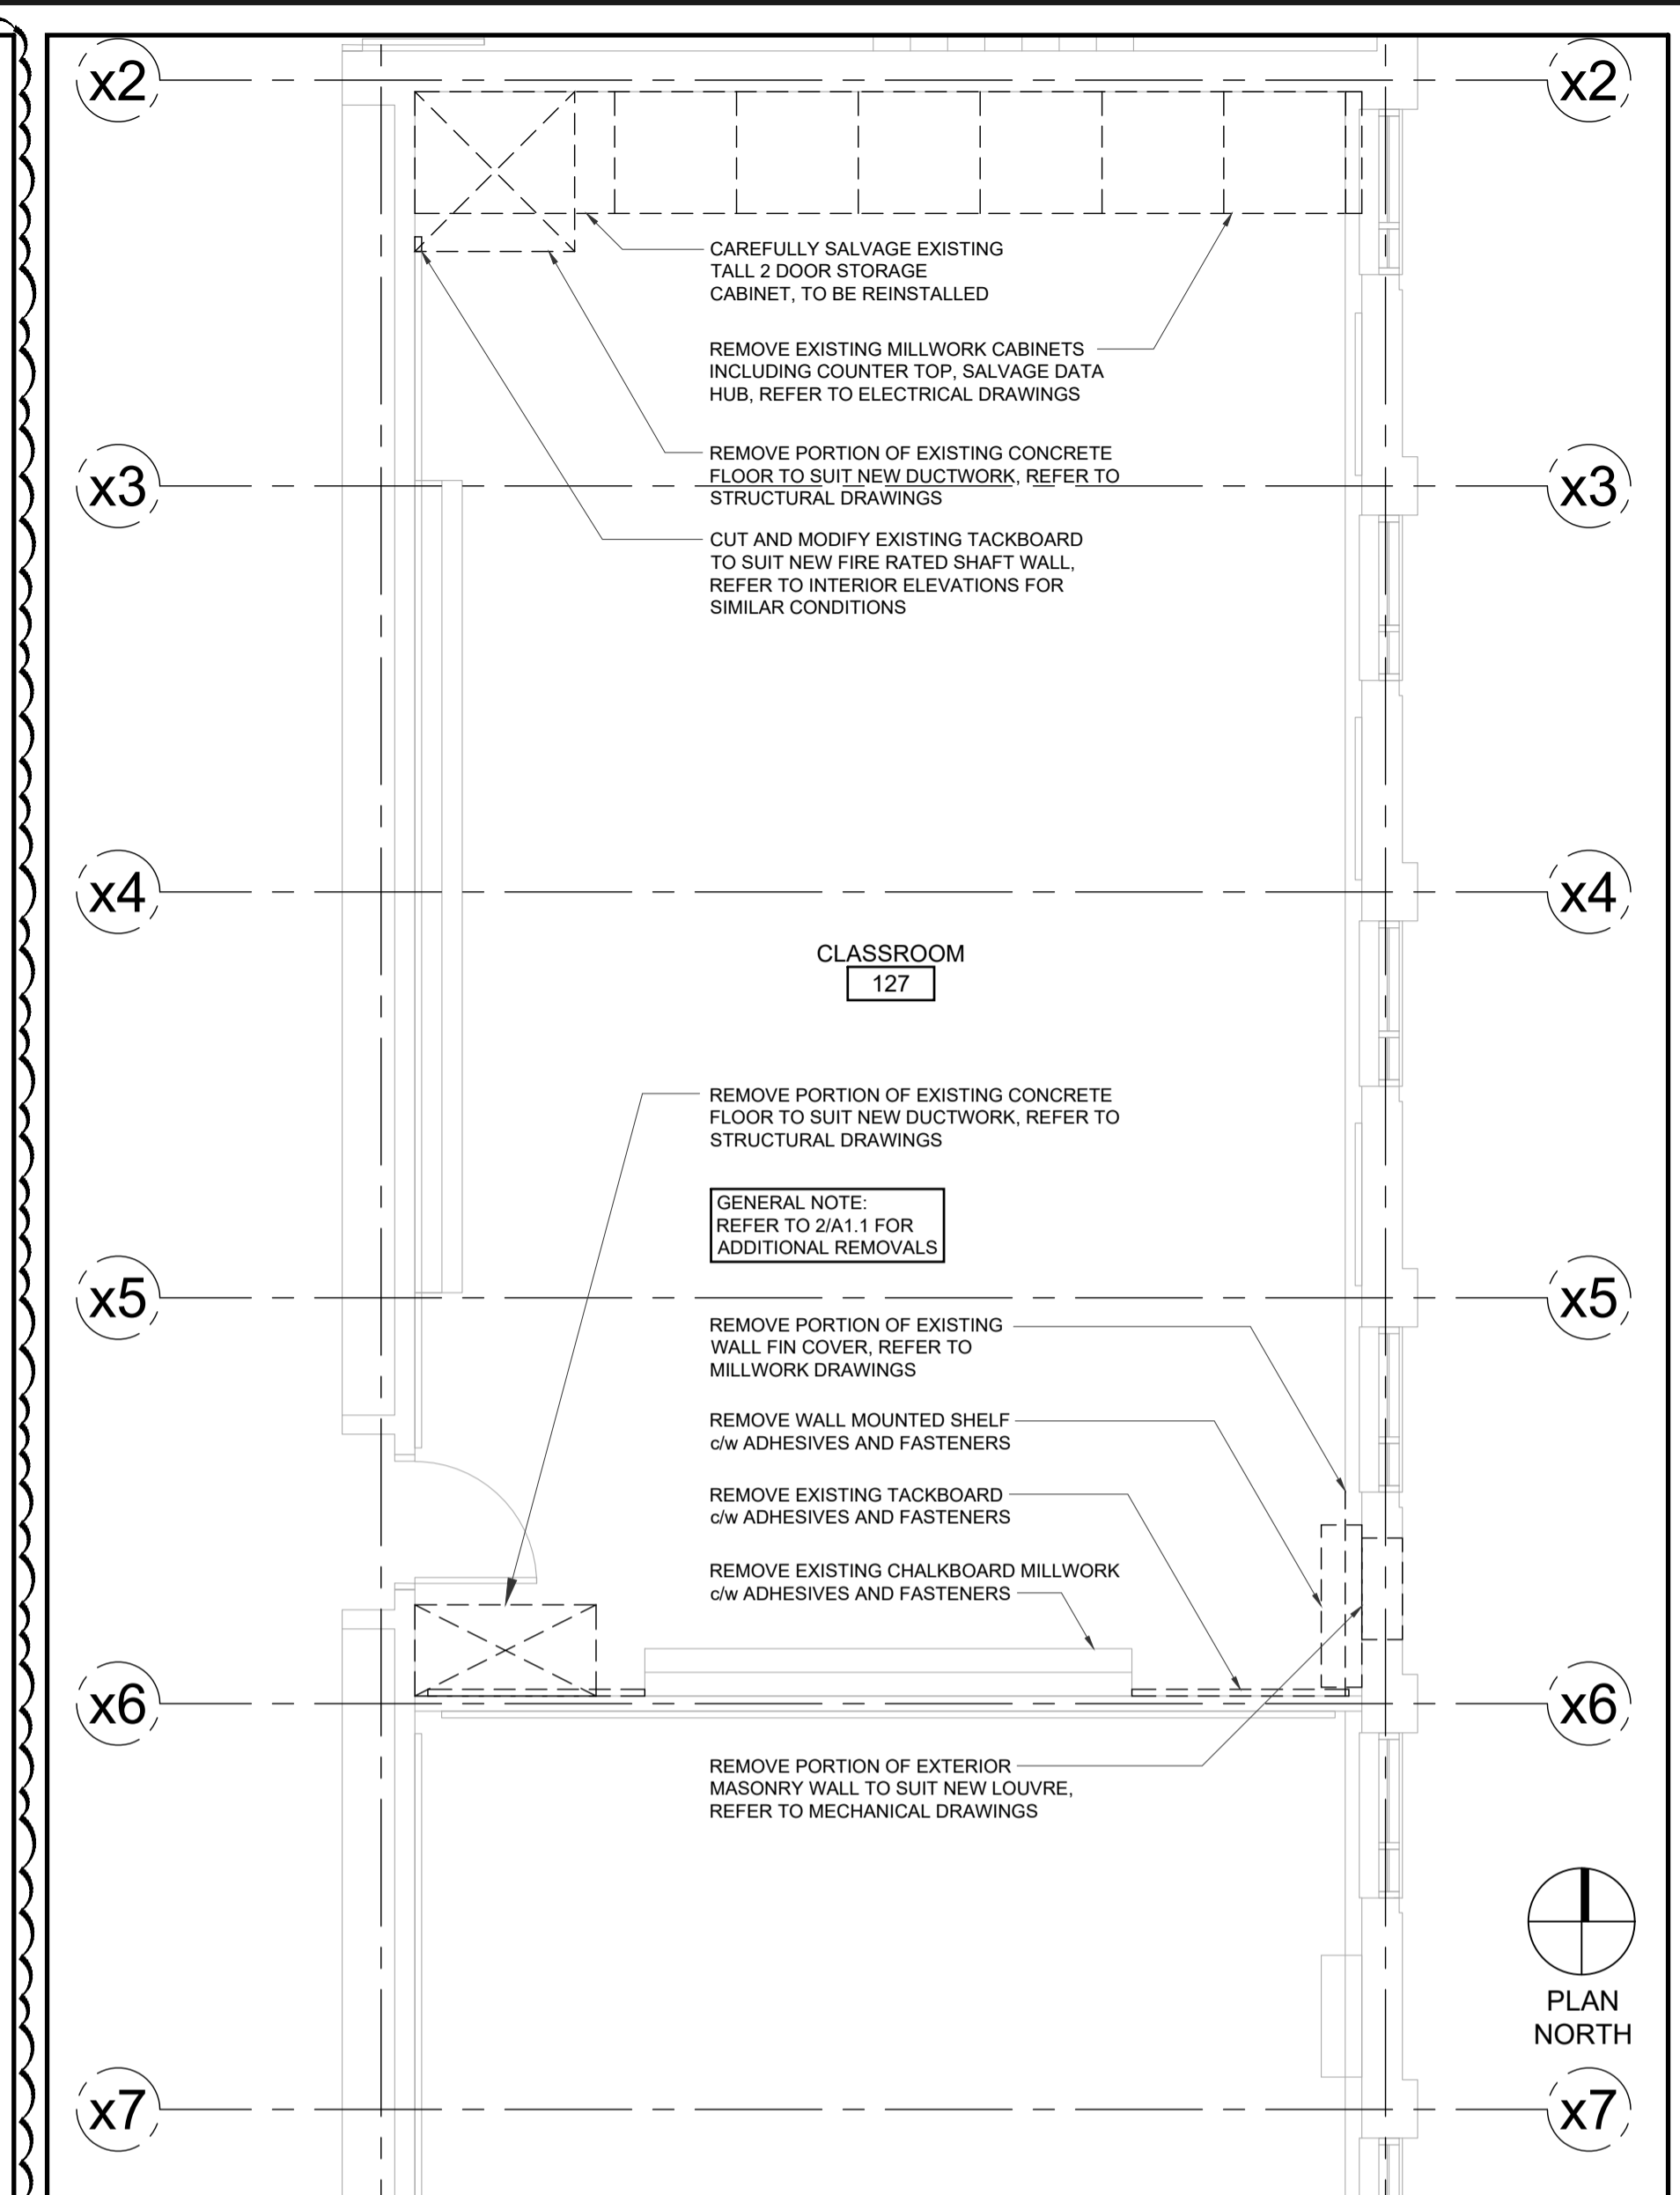 x2
x2
CAREFULLY SALVAGE EXISTING
TALL 2 DOOR STORAGE
CABINET, TO BE REINSTALLED
REMOVE EXISTING MILLWORK CABINETS
INCLUDING COUNTER TOP, SALVAGE DATA
HUB, REFER TO ELECTRICAL DRAWINGS
REMOVE PORTION OF EXISTING CONCRETE
FLOOR TO SUIT NEW DUCTWORK, REFER TO
STRUCTURAL DRAWINGS
x3
x3
CUT AND MODIFY EXISTING TACKBOARD
TO SUIT NEW FIRE RATED SHAFT WALL,
REFER TO INTERIOR ELEVATIONS FOR
SIMILAR CONDITIONS
x4
x4
CLASSROOM
127
REMOVE PORTION OF EXISTING CONCRETE
FLOOR TO SUIT NEW DUCTWORK, REFER TO
STRUCTURAL DRAWINGS
GENERAL NOTE:
REFER TO 2/A1.1 FOR
ADDITIONAL REMOVALS
x5
x5
REMOVE PORTION OF EXISTING
WALL FIN COVER, REFER TO
MILLWORK DRAWINGS
REMOVE WALL MOUNTED SHELF
c/w ADHESIVES AND FASTENERS
REMOVE EXISTING TACKBOARD
c/w ADHESIVES AND FASTENERS
REMOVE EXISTING CHALKBOARD MILLWORK
c/w ADHESIVES AND FASTENERS
x6
x6
REMOVE PORTION OF EXTERIOR
MASONRY WALL TO SUIT NEW LOUVRE,
REFER TO MECHANICAL DRAWINGS
PLAN
NORTH
x7
x7